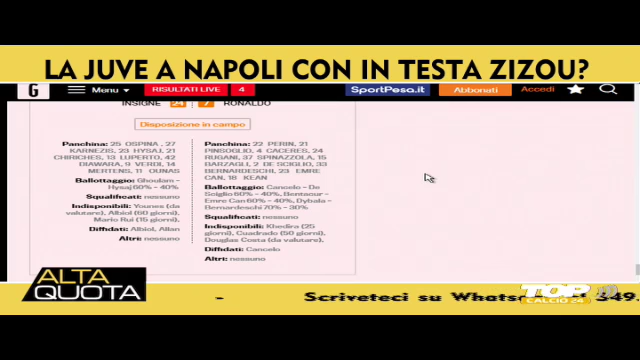 LA JUVE A NAPOLI CON IN TESTA ZIZOU?
G Menu RISULTATI LIVE 4 SportPesa.it Abbonati Accedi
INSIGNE 24 7 RONALDO
Disposizione in campo
Panchina: 25 OSPINA , 27
KARNEZIS, 23 HYSAJ, 21
CHIRICHES, 13 LUPERTO, 42
DIAWARA, 9 VERDI, 14
MERTENS, 11 OUNAS
Ballottaggio: Ghoulam -
Hysaj 60% - 40%
Squalificati: nessuno
Indisponibili: Younes (da
valutare), Albiol (60 giorni),
Mario Rui (15 giorni),
Diffidati: Albiol, Allan
Altri: nessuno
Panchina: 22 PERIN, 21
PINSOGLIO, 4 CACERES, 24
RUGANI, 37 SPINAZZOLA, 15
BARZAGLI, 2 DE SCIGLIO, 33
BERNARDESCHI, 23 EMRE
CAN, 18 KEAN
Ballottaggio: Cancelo - De
Sciglio 60% - 40%, Bentacur -
Emre Can 60% - 40%, Dybala -
Bernardeschi 70% - 30%
Squalificati: nessuno
Indisponibili: Khedira (25
giorni), Cuadrado (50 giorni),
Douglas Costa (da valutare),
Diffidati: Cancelo
Altri: nessuno
ALTA
QUOTA
TOP
CALCIO 24
- Scriveteci su Whats 349.